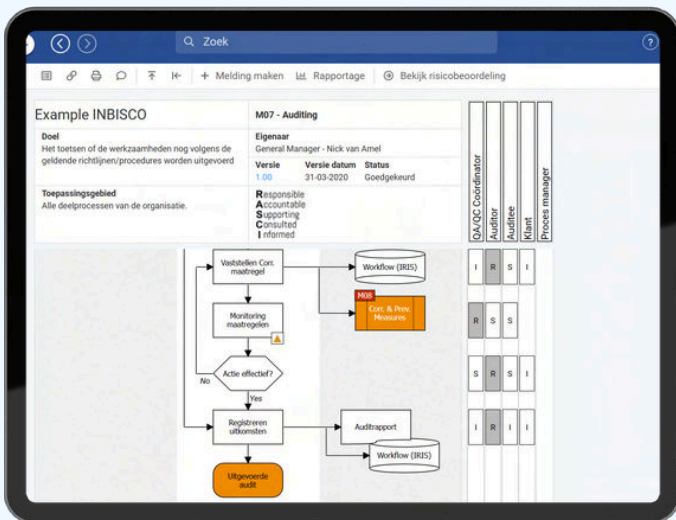 Zoek
?
+ Melding maken
Rapportage
Bekijk risicobeoordeling
Example INBISCO
M07 - Auditing
Doel
Het toetsen of de werkzaamheden nog volgens de
geldende richtlijnen/procedures worden uitgevoerd
Eigenaar
General Manager - Nick van Amel
Versie Versie datum Status
1.00 31-03-2020 Goedgekeurd
Toepassingsgebied
Alle deelprocessen van de organisatie.
Responsible
Accountable
Supporting
Consulted
Informed
QA/QC Coördinator
Auditor
Auditee
Klant
Proces manager
Vaststellen Corr.
maatregel
Workflow (IRIS)
I R S I
M08
Corr. & Prev.
Measures
Monitoring
maatregelen
R S S
Actie effectief?
No
Yes
S R S I
Registreren
uitkomsten
Auditrapport
Workflow (IRIS)
I R I I
Uitgevoerde
audit